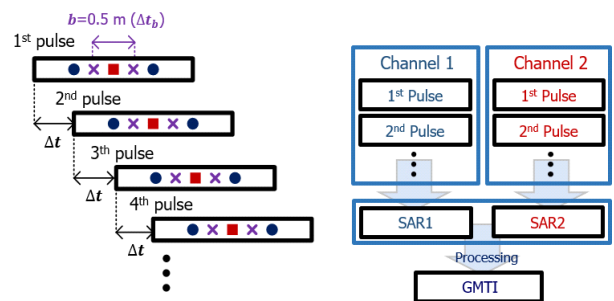 b=0.5 m (Δt_b)
1st pulse
2nd pulse
Δt
3th pulse
Δt
4th pulse
Δt
Channel 1
1st Pulse
2nd Pulse
Channel 2
1st Pulse
2nd Pulse
SAR1
SAR2
Processing
GMTI